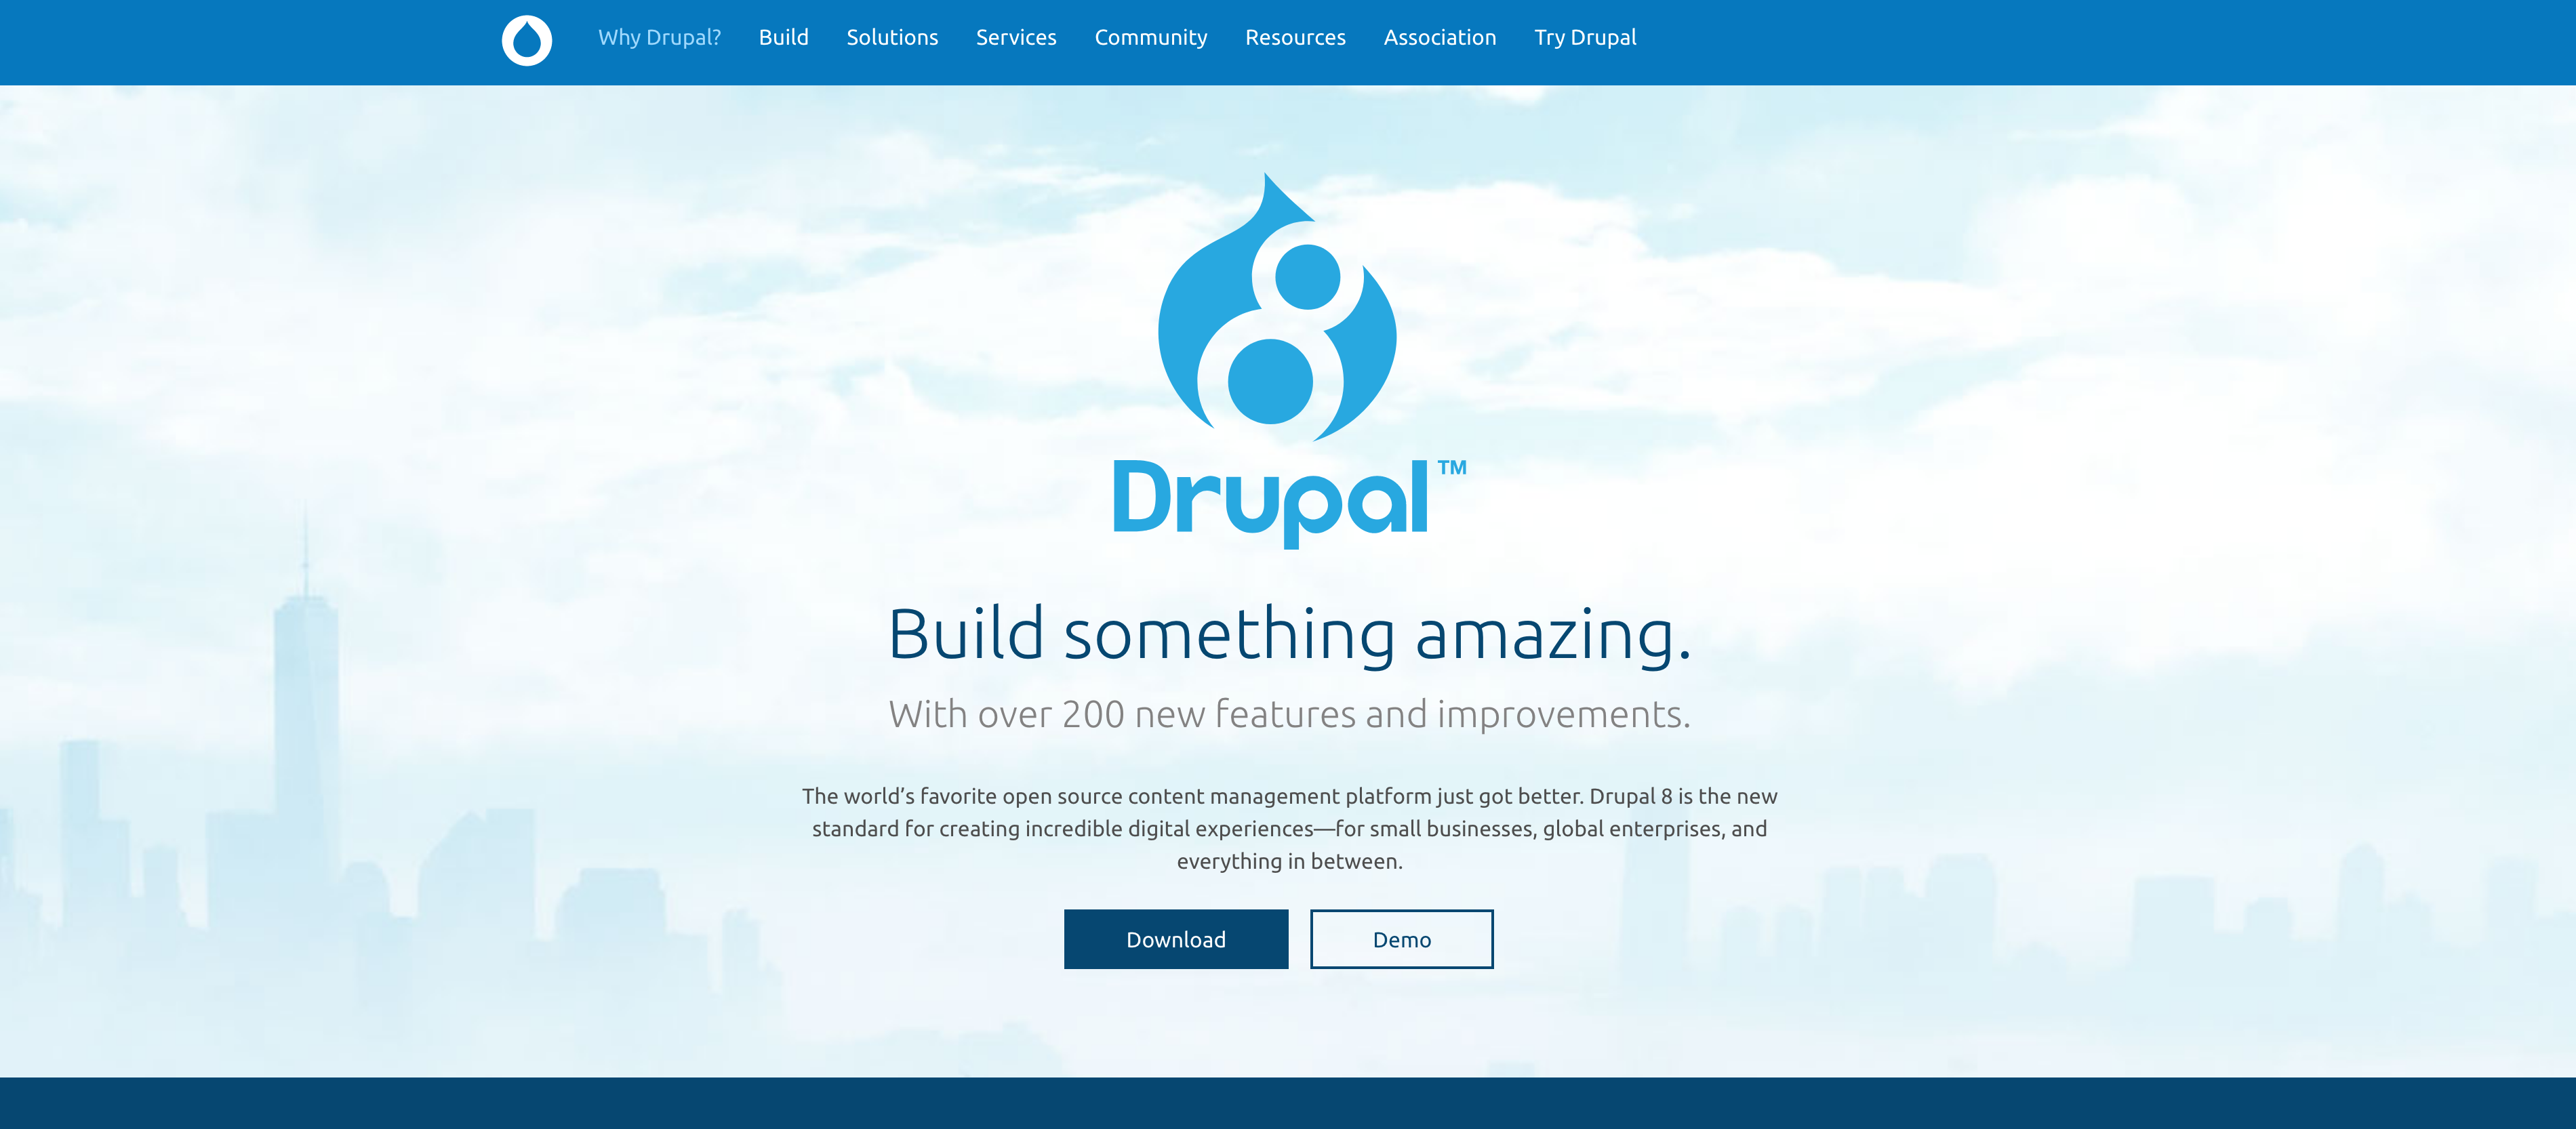 Why Drupal? Build Solutions Services Community Resources Association Try Drupal
Drupal™
Build something amazing.
With over 200 new features and improvements.
The world’s favorite open source content management platform just got better. Drupal 8 is the new
standard for creating incredible digital experiences—for small businesses, global enterprises, and
everything in between.
Download Demo